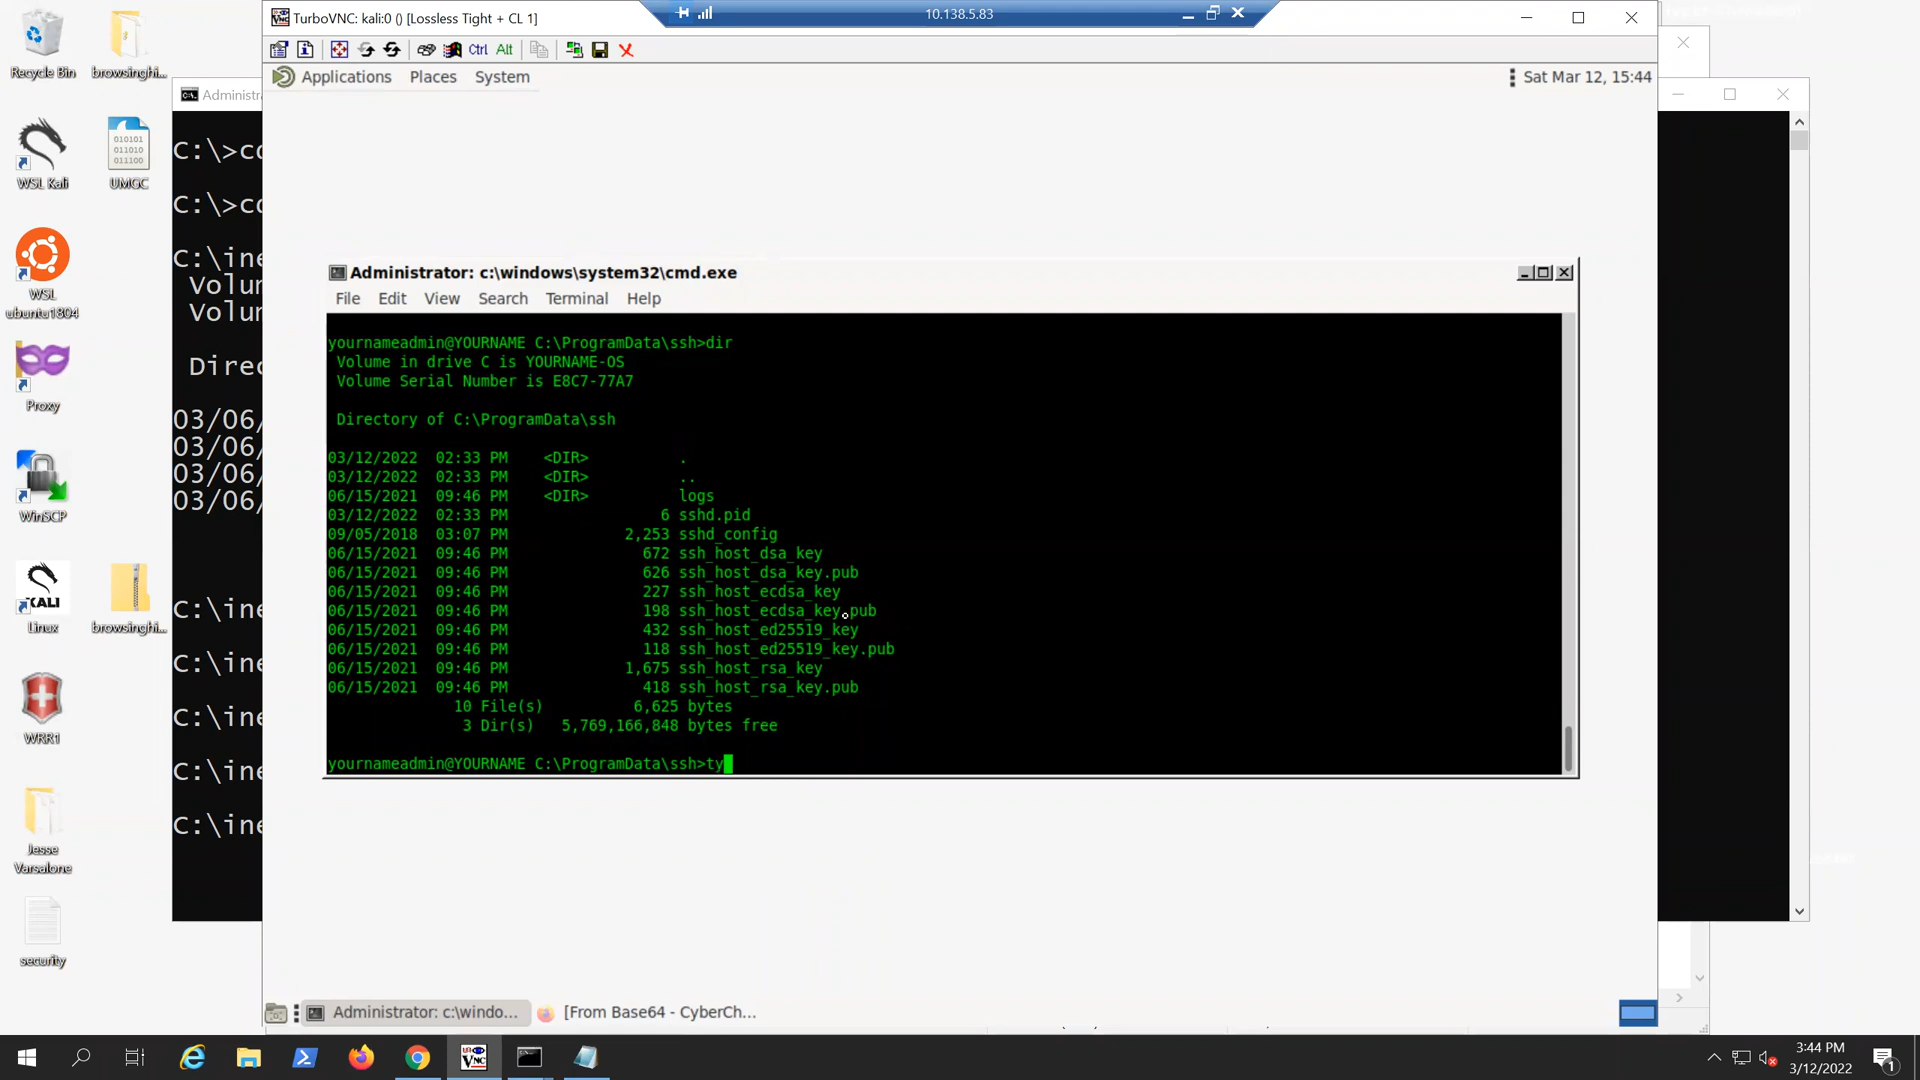 TurboVNC: kali:0 () [Lossless Tight + CL 1]
10.138.5.83
Ctrl Alt
Applications Places System
Sat Mar 12, 15:44
Recycle Bin
browsinghi...
WSL Kali
UMGC
010101
011010
011100
WSL
ubuntu1804
Proxy
WinSCP
KALI
Linux
browsinghi...
WRR1
Jesse
Varsalone
security
Administr
C:\>c
C:\>c
C:\ine
Volun
Volun
Direc
03/06/
03/06/
03/06/
03/06/
C:\ine
C:\ine
C:\ine
C:\ine
C:\ine
Administrator: c:\windows\system32\cmd.exe
File Edit View Search Terminal Help
yournameadmin@YOURNAME C:\ProgramData\ssh>dir
Volume in drive C is YOURNAME-OS
Volume Serial Number is E8C7-77A7
Directory of C:\ProgramData\ssh
03/12/2022 02:33 PM <DIR> .
03/12/2022 02:33 PM <DIR> ..
06/15/2021 09:46 PM <DIR> logs
03/12/2022 02:33 PM 6 sshd.pid
09/05/2018 03:07 PM 2,253 sshd_config
06/15/2021 09:46 PM 672 ssh_host_dsa_key
06/15/2021 09:46 PM 626 ssh_host_dsa_key.pub
06/15/2021 09:46 PM 227 ssh_host_ecdsa_key
06/15/2021 09:46 PM 198 ssh_host_ecdsa_key.pub
06/15/2021 09:46 PM 432 ssh_host_ed25519_key
06/15/2021 09:46 PM 118 ssh_host_ed25519_key.pub
06/15/2021 09:46 PM 1,675 ssh_host_rsa_key
06/15/2021 09:46 PM 418 ssh_host_rsa_key.pub
10 File(s) 6,625 bytes
3 Dir(s) 5,769,166,848 bytes free
yournameadmin@YOURNAME C:\ProgramData\ssh>ty
Administrator: c:\windo...
[From Base64 - CyberCh...
3:44 PM
3/12/2022
1